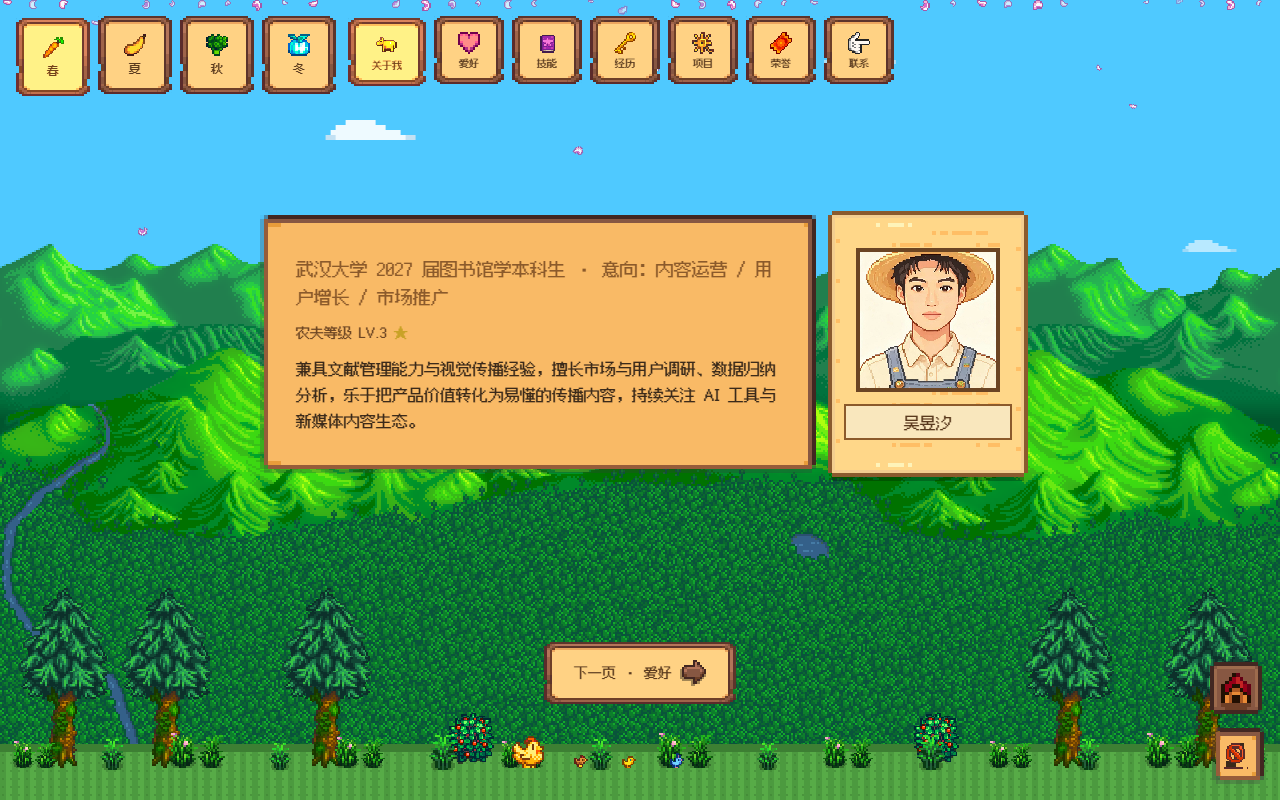 春
夏
秋
冬
关于我
爱好
技能
经历
项目
荣誉
联系
武汉大学 2027 届图书馆学本科生 · 意向：内容运营 / 用
户增长 / 市场推广
农夫等级 LV.3 ★
兼具文献管理能力与视觉传播经验，擅长市场与用户调研、数据归纳
分析，乐于把产品价值转化为易懂的传播内容，持续关注 AI 工具与
新媒体内容生态。
吴昱汐
下一页 · 爱好